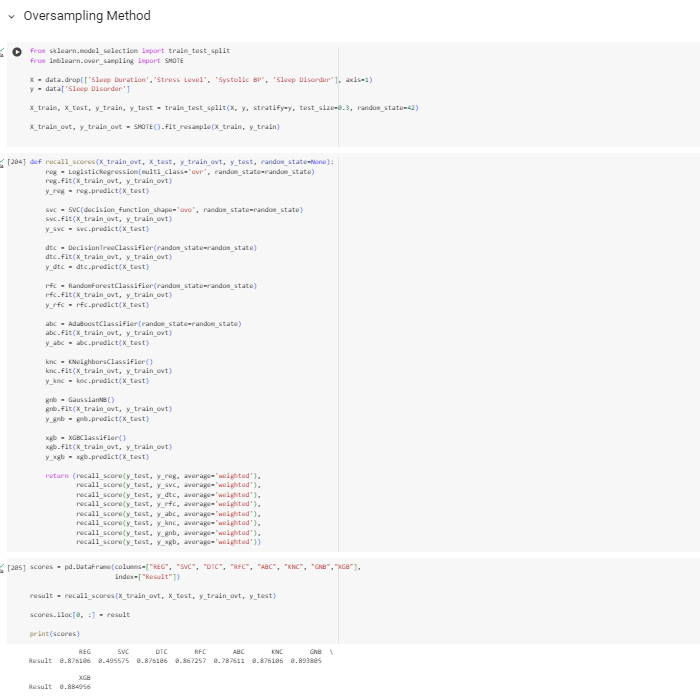 Oversampling Method
from sklearn.model_selection import train_test_split
from imblearn.over_sampling import SMOTE
X = data.drop(['Sleep Duration','Stress Level', 'Systolic BP', 'Sleep Disorder'], axis=1)
y = data['Sleep Disorder']
X_train, X_test, y_train, y_test = train_test_split(X, y, stratify=y, test_size=0.3, random_state=42)
X_train_ovt, y_train_ovt = SMOTE().fit_resample(X_train, y_train)
[204] def recall_scores(X_train_ovt, X_test, y_train_ovt, y_test, random_state=None):
reg = LogisticRegression(multi_class='ovr', random_state=random_state)
reg.fit(X_train_ovt, y_train_ovt)
y_reg = reg.predict(X_test)
svc = SVC(decision_function_shape='ovo', random_state=random_state)
svc.fit(X_train_ovt, y_train_ovt)
y_svc = svc.predict(X_test)
dtc = DecisionTreeClassifier(random_state=random_state)
dtc.fit(X_train_ovt, y_train_ovt)
y_dtc = dtc.predict(X_test)
rfc = RandomForestClassifier(random_state=random_state)
rfc.fit(X_train_ovt, y_train_ovt)
y_rfc = rfc.predict(X_test)
abc = AdaBoostClassifier(random_state=random_state)
abc.fit(X_train_ovt, y_train_ovt)
y_abc = abc.predict(X_test)
knc = KNeighborsClassifier()
knc.fit(X_train_ovt, y_train_ovt)
y_knc = knc.predict(X_test)
gnb = GaussianNB()
gnb.fit(X_train_ovt, y_train_ovt)
y_gnb = gnb.predict(X_test)
xgb = XGBClassifier()
xgb.fit(X_train_ovt, y_train_ovt)
y_xgb = xgb.predict(X_test)
return (recall_score(y_test, y_reg, average='weighted'),
recall_score(y_test, y_svc, average='weighted'),
recall_score(y_test, y_dtc, average='weighted'),
recall_score(y_test, y_rfc, average='weighted'),
recall_score(y_test, y_abc, average='weighted'),
recall_score(y_test, y_knc, average='weighted'),
recall_score(y_test, y_gnb, average='weighted'),
recall_score(y_test, y_xgb, average='weighted'))
[205] scores = pd.DataFrame(columns=["REG", "SVC", "DTC", "RFC", "ABC", "KNC", "GNB","XGB"],
index=["Result"])
result = recall_scores(X_train_ovt, X_test, y_train_ovt, y_test)
scores.iloc[0, :] = result
print(scores)
REG SVC DTC RFC ABC KNC GNB \
Result 0.876106 0.495575 0.876106 0.867257 0.787611 0.876106 0.893805
XGB
Result 0.884956